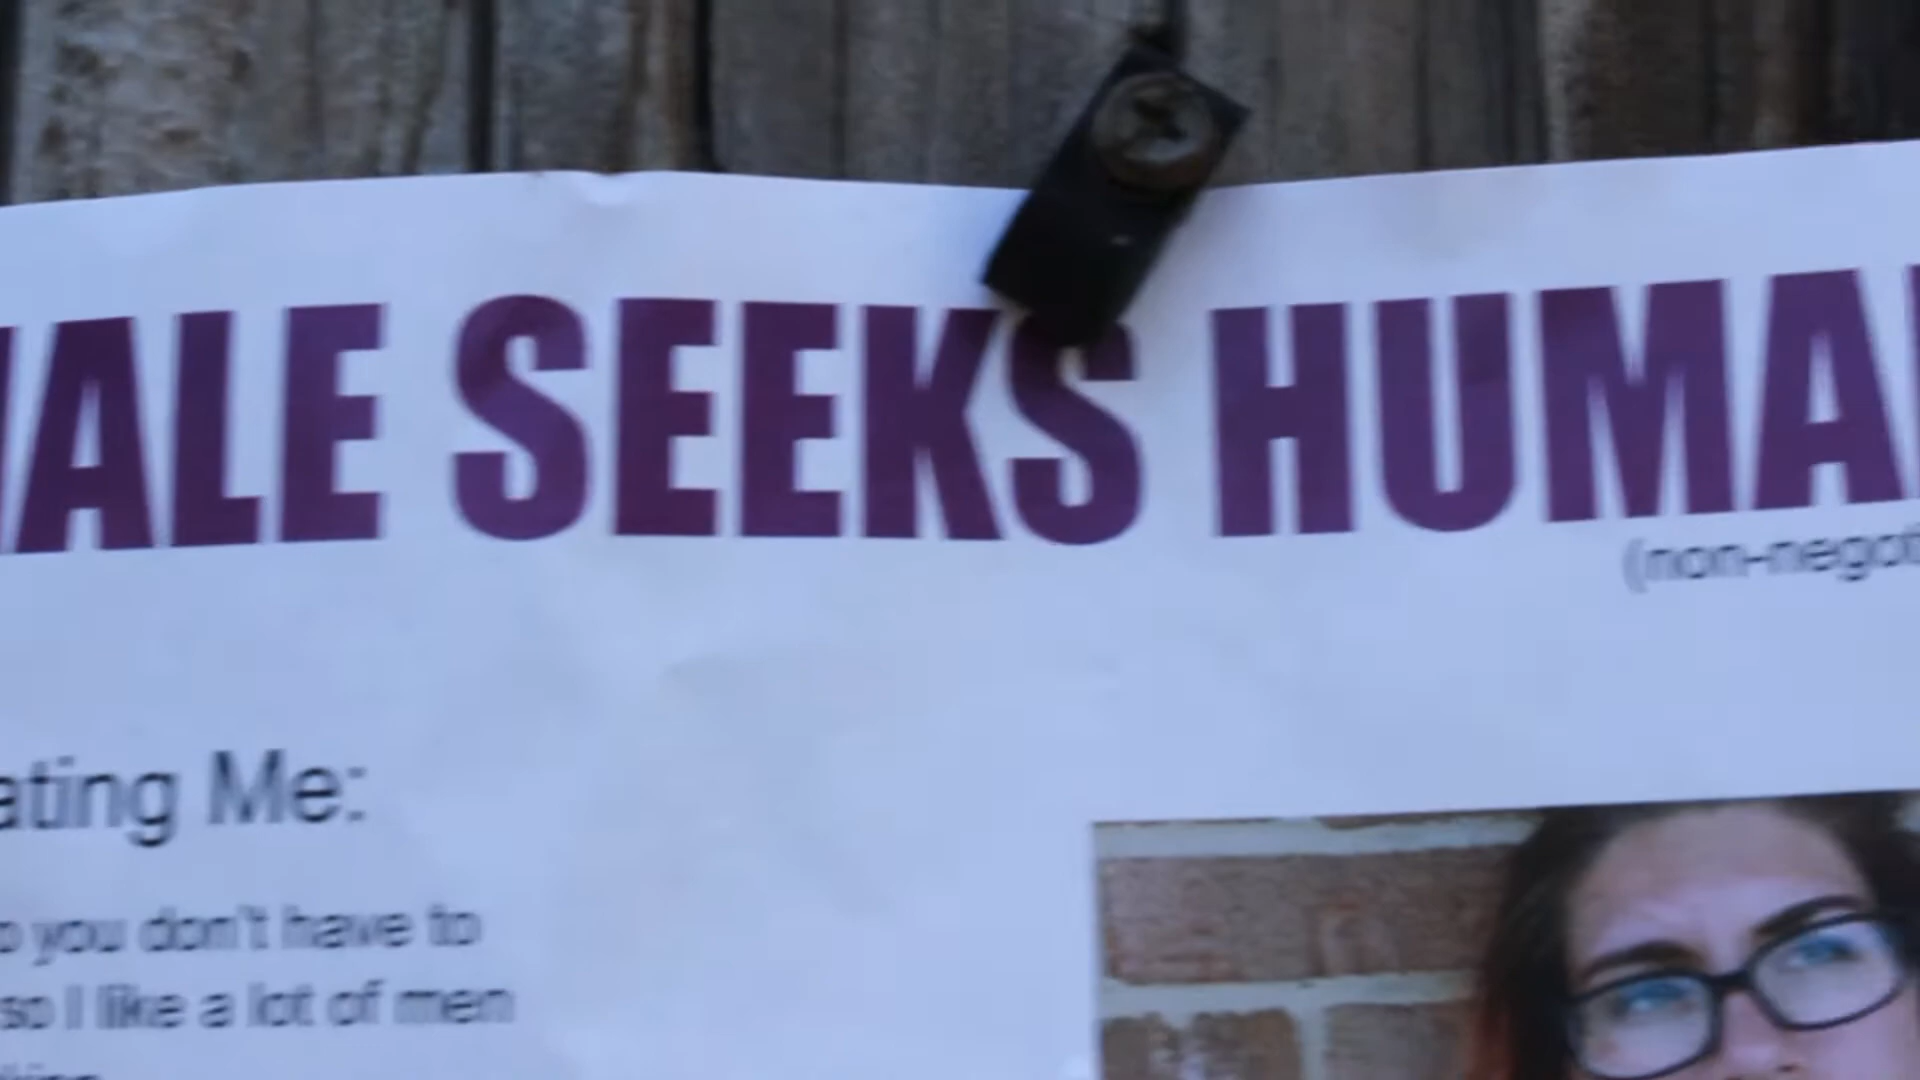 ALE SEEKS HUMA
(non-negot
ating Me:
you don't have to
so I like a lot of men